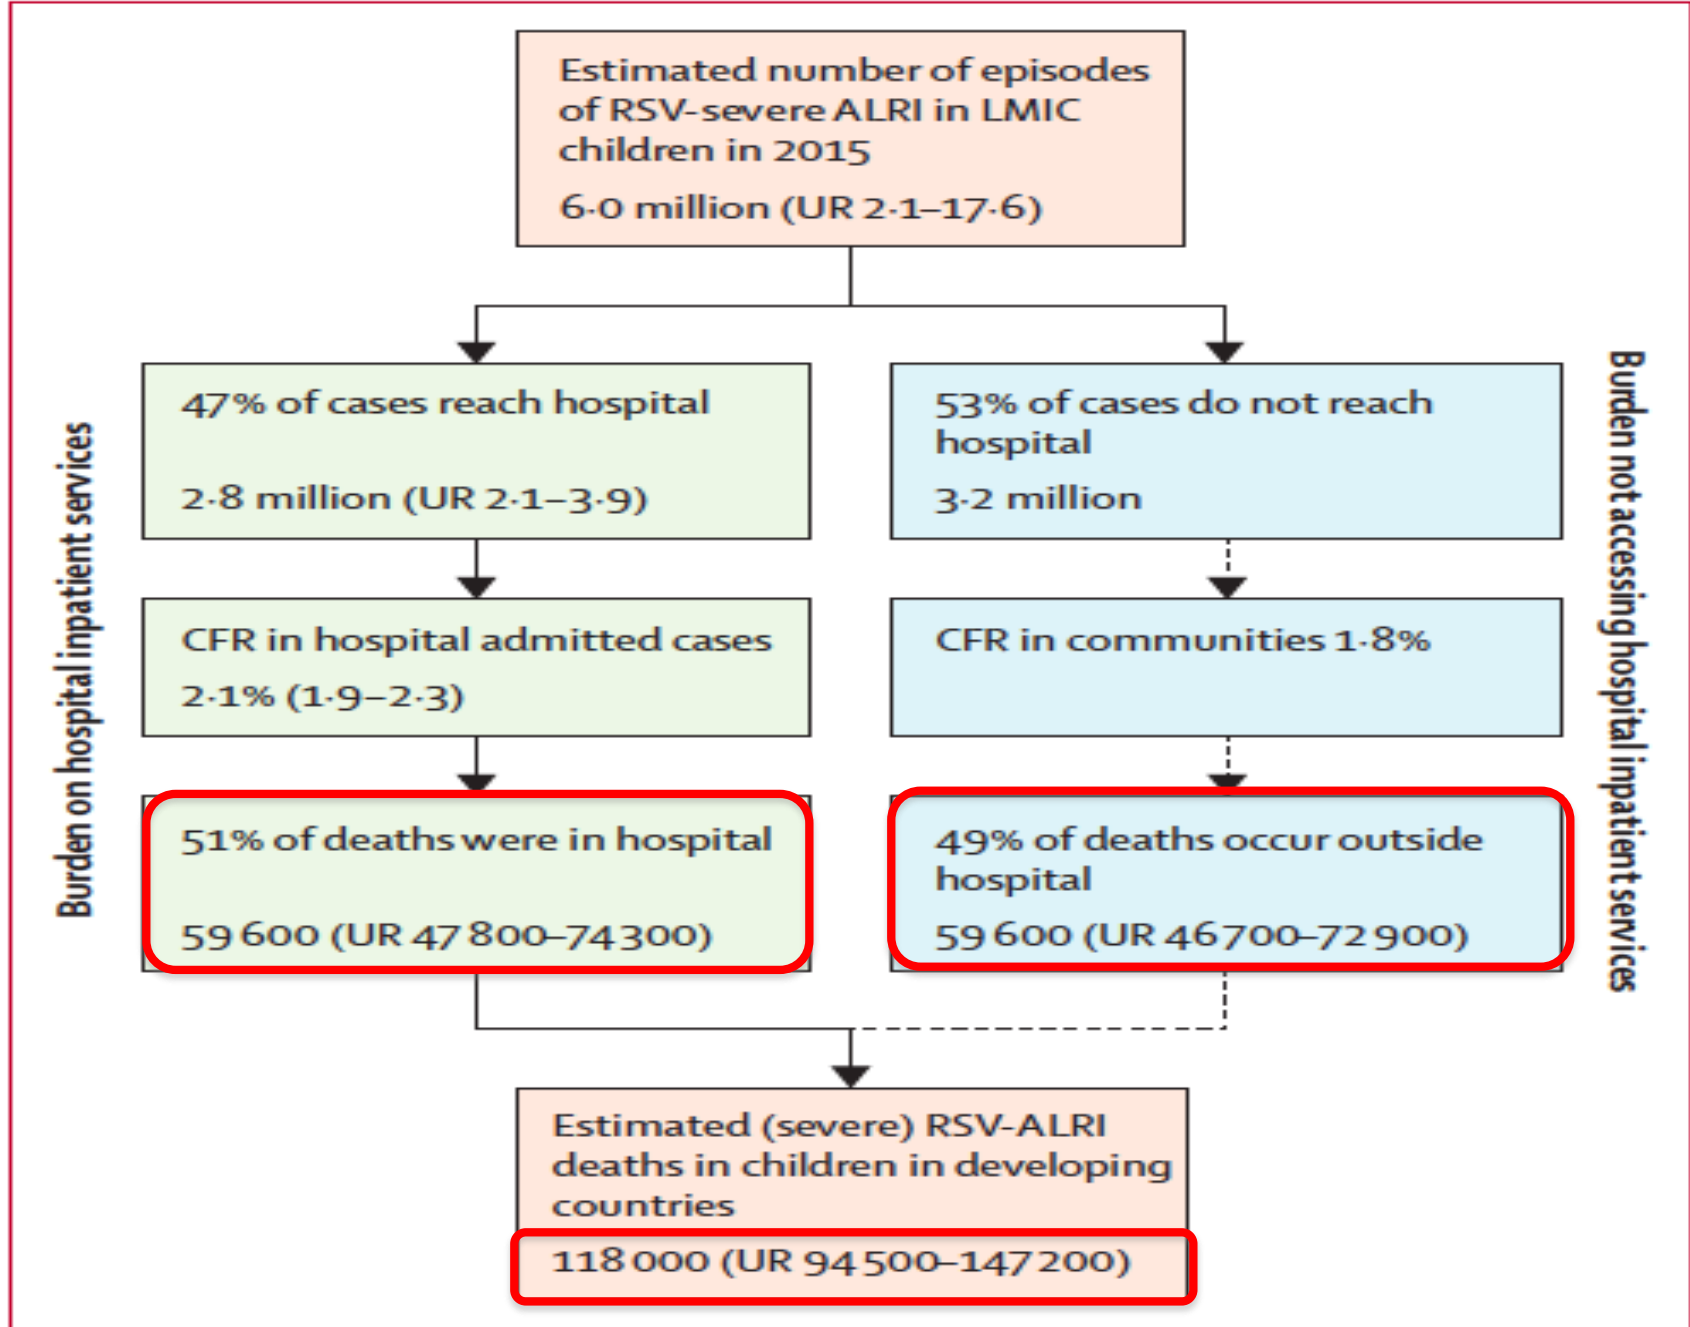 Estimated number of episodes
of RSV-severe ALRI in LMIC
children in 2015
6·0 million (UR 2·1–17·6)
Burden on hospital inpatient services
47% of cases reach hospital
2·8 million (UR 2·1–3·9)
53% of cases do not reach
hospital
3·2 million
Burden not accessing hospital inpatient services
CFR in hospital admitted cases
2·1% (1·9–2·3)
CFR in communities 1·8%
51% of deaths were in hospital
59 600 (UR 47 800–74 300)
49% of deaths occur outside
hospital
59 600 (UR 46 700–72 900)
Estimated (severe) RSV-ALRI
deaths in children in developing
countries
118 000 (UR 94 500–147 200)